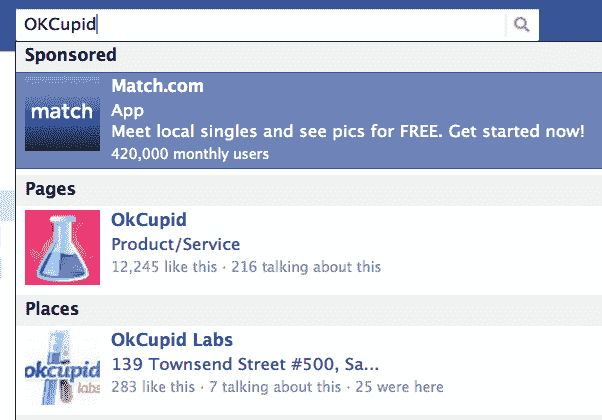 OKCupid
Sponsored
match
Match.com
App
Meet local singles and see pics for FREE. Get started now!
420,000 monthly users
Pages
OkCupid
Product/Service
12,245 like this · 216 talking about this
Places
okcupid
labs
OkCupid Labs
139 Townsend Street #500, Sa...
283 like this · 7 talking about this · 25 were here